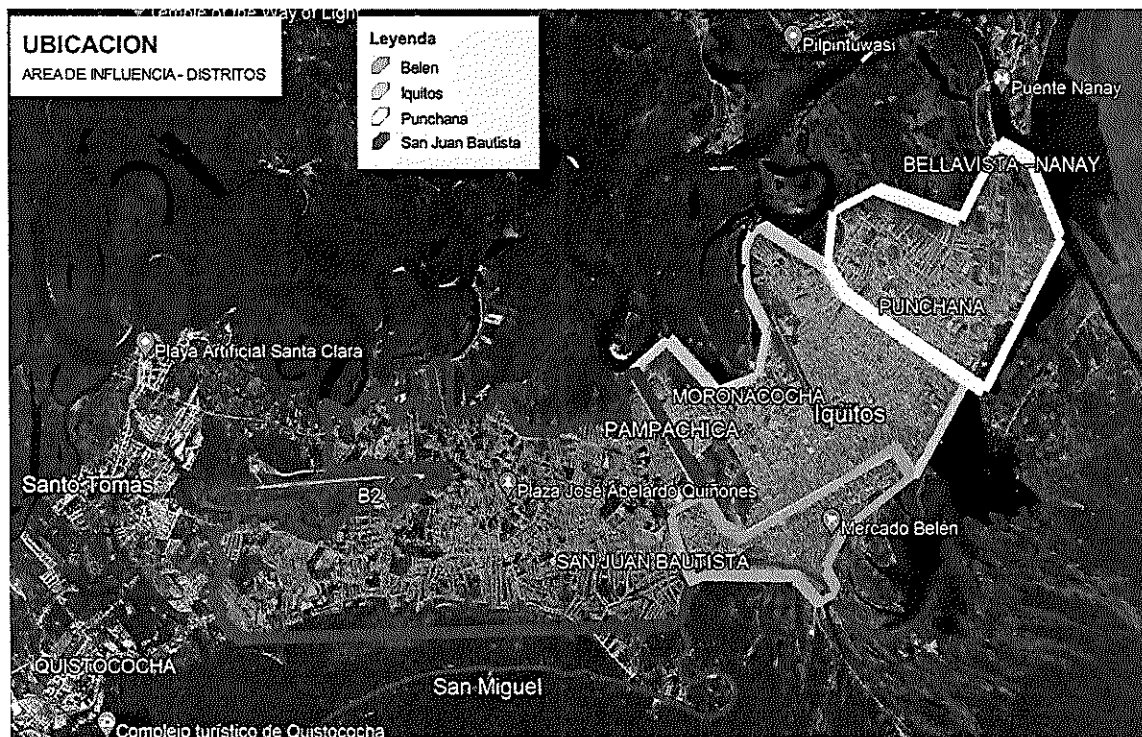 Temple of the Way of Light
UBICACION
AREA DE INFLUENCIA - DISTRITOS
Leyenda
Belen
Iquitos
Punchana
San Juan Bautista
Pilpintuwasi
Puente Nanay
BELLAVISTA - NANAY
PUNCHANA
Playa Artificial Santa Clara
MORONACOCHA
Iquitos
PAMPACHICA
Santo Tomas
B2
Plaza José Abelardo Quiñones
Mercado Belén
SAN JUAN BAUTISTA
QUISTOCOCHA
San Miguel
Complejo turístico de Quistococha